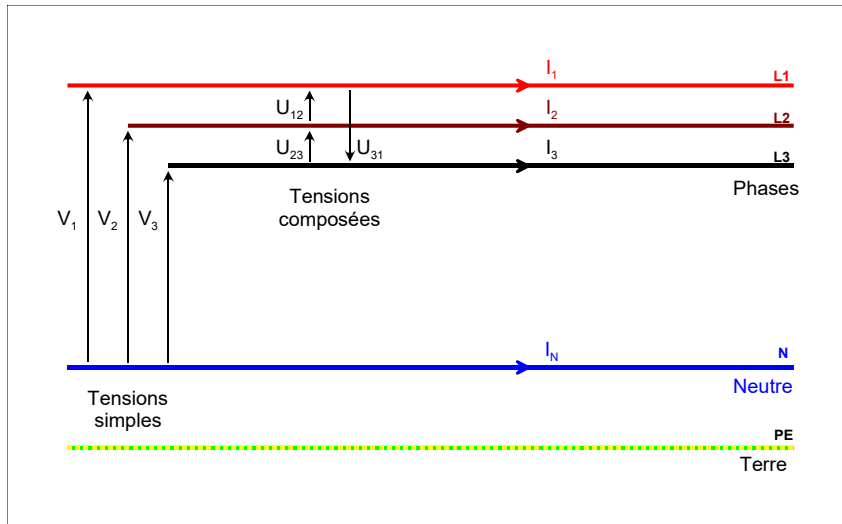 I1 L1
U12 I2 L2
U23 U31 I3 L3
Tensions composées Phases
V1 V2 V3
IN N
Tensions simples Neutre
PE
Terre